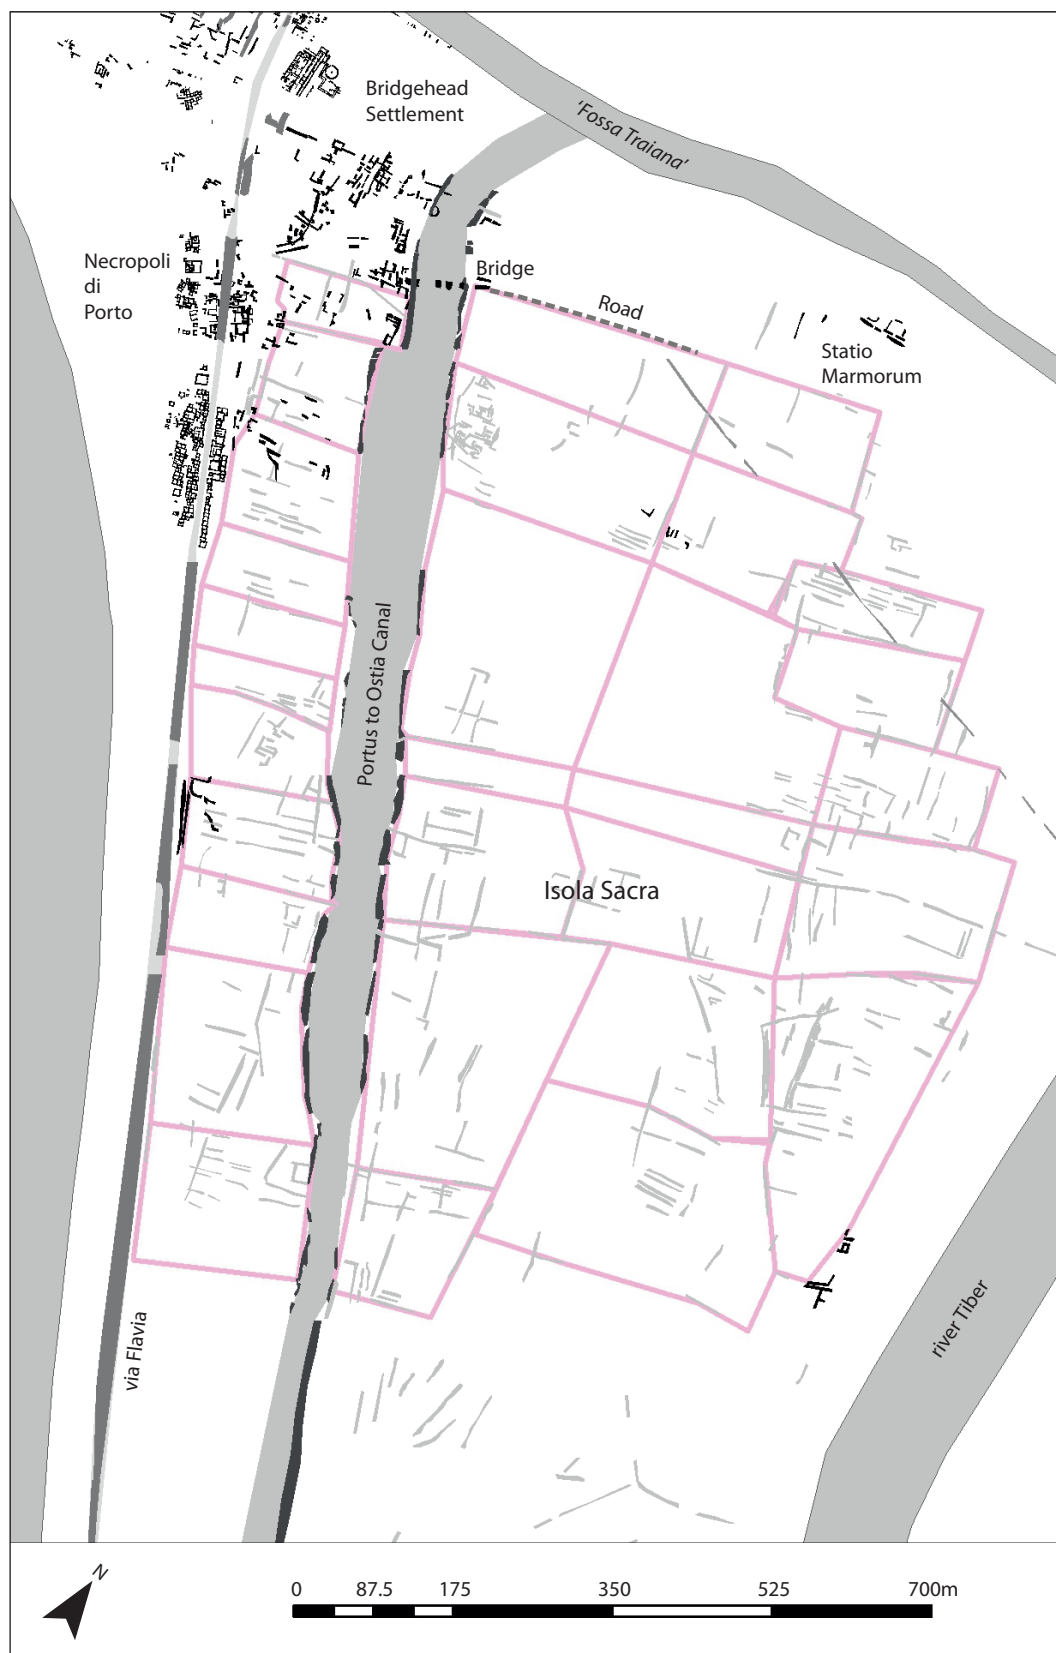 Bridgehead
Settlement
'Fossa Traiana'
Necropoli
di
Porto
Bridge
Road
Statio
Marmorum
Portus to Ostia Canal
Isola Sacra
via Flavia
river Tiber
N
0 87.5 175 350 525 700m